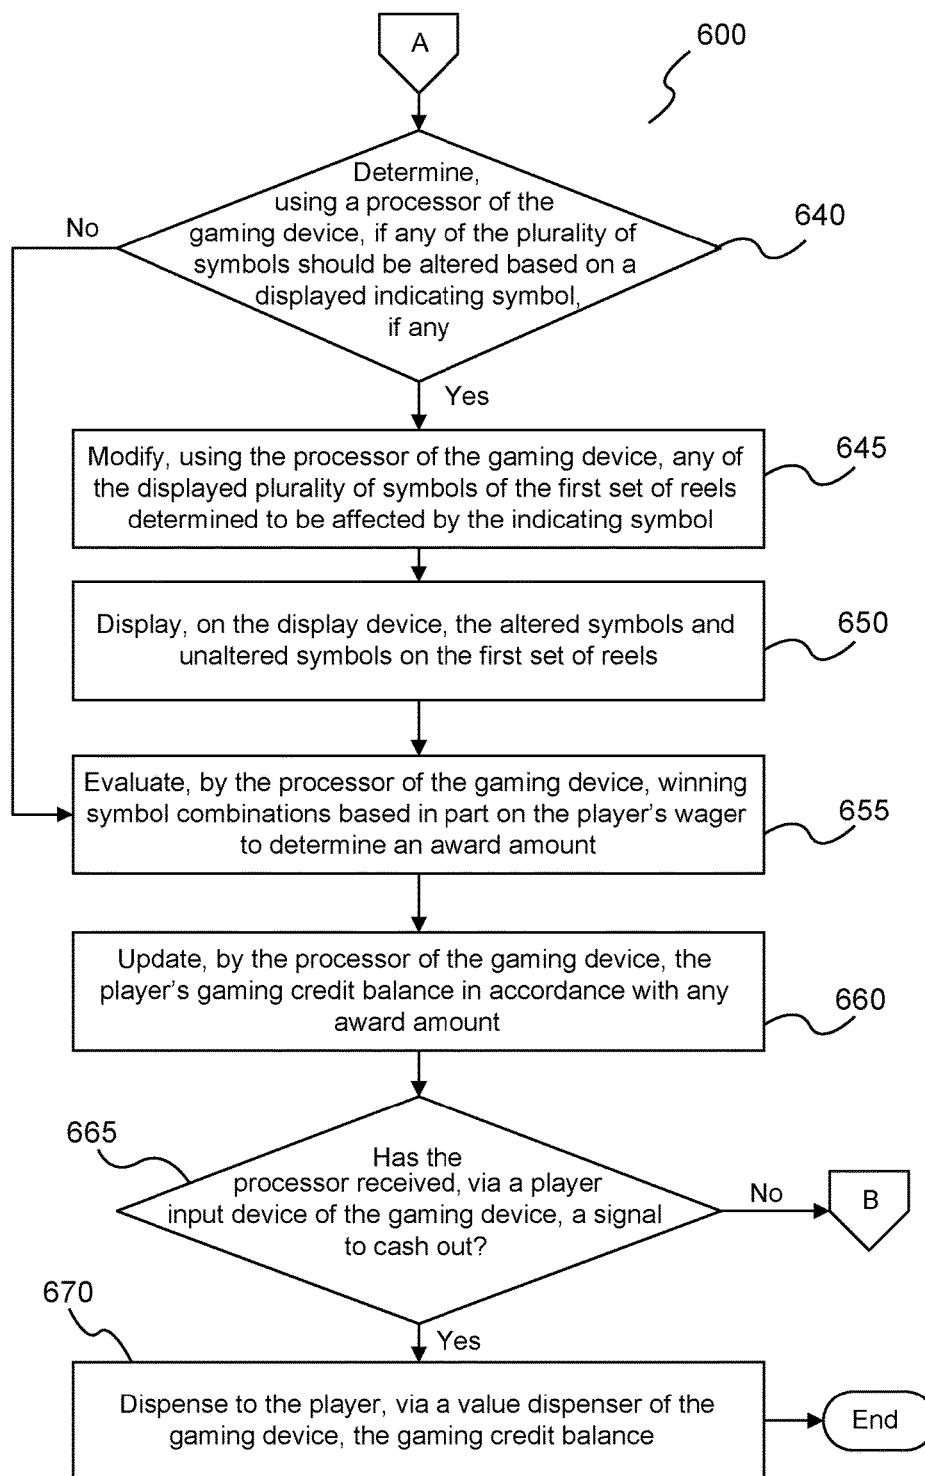 A
600
Determine,
using a processor of the
gaming device, if any of the plurality of
symbols should be altered based on a
displayed indicating symbol,
if any
No
640
Yes
Modify, using the processor of the gaming device, any of
the displayed plurality of symbols of the first set of reels
determined to be affected by the indicating symbol
645
Display, on the display device, the altered symbols and
unaltered symbols on the first set of reels
650
Evaluate, by the processor of the gaming device, winning
symbol combinations based in part on the player's wager
to determine an award amount
655
Update, by the processor of the gaming device, the
player's gaming credit balance in accordance with any
award amount
660
665
Has the
processor received, via a player
input device of the gaming device, a signal
to cash out?
No
B
Yes
670
Dispense to the player, via a value dispenser of the
gaming device, the gaming credit balance
End